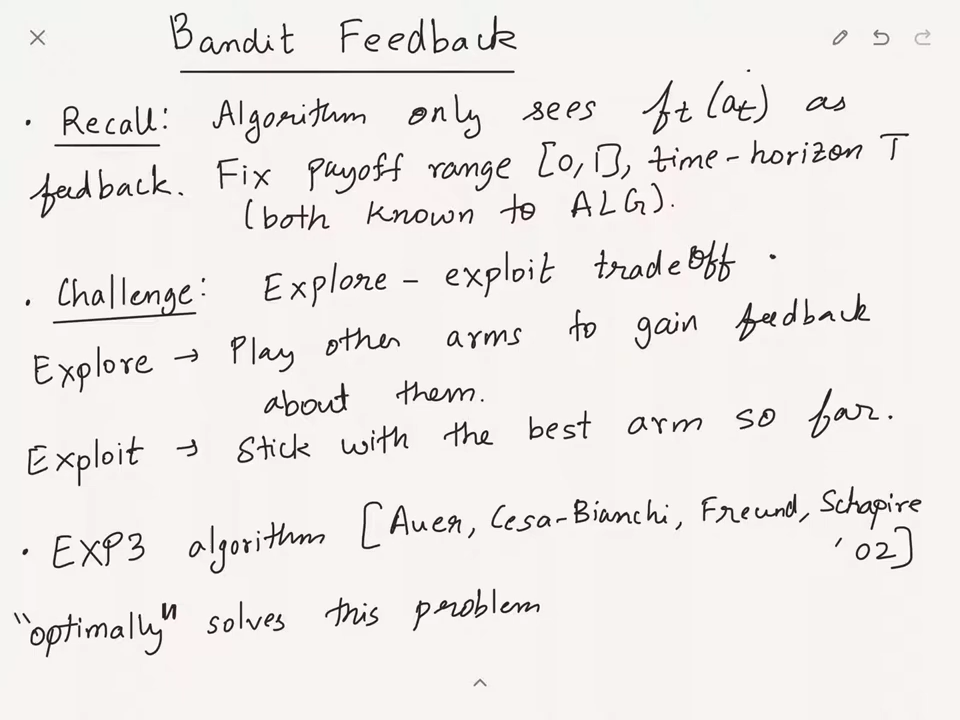 Bandit Feedback
· Recall: Algorithm only sees ft(at) as
feedback. Fix payoff range [0,1], time-horizon T
(both known to ALG).
· Challenge: Explore - exploit tradeoff.
Explore → Play other arms to gain feedback
about them.
Exploit → Stick with the best arm so far.
· EXP3 algorithm [Auer, Cesa-Bianchi, Freund, Schapire
'02]
"optimally" solves this problem